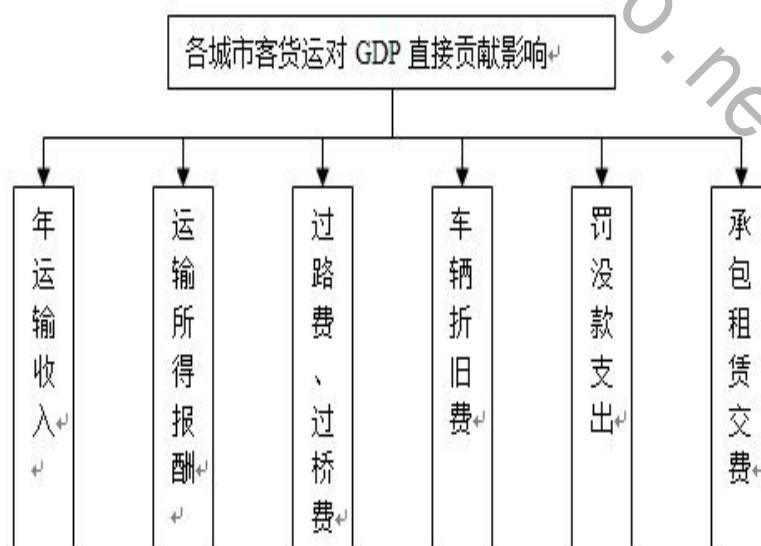 各城市客货运对 GDP 直接贡献影响
年运输收入
运输所得报酬
过路费、过桥费
车辆折旧费
罚没款支出
承包租赁交费
o.ne